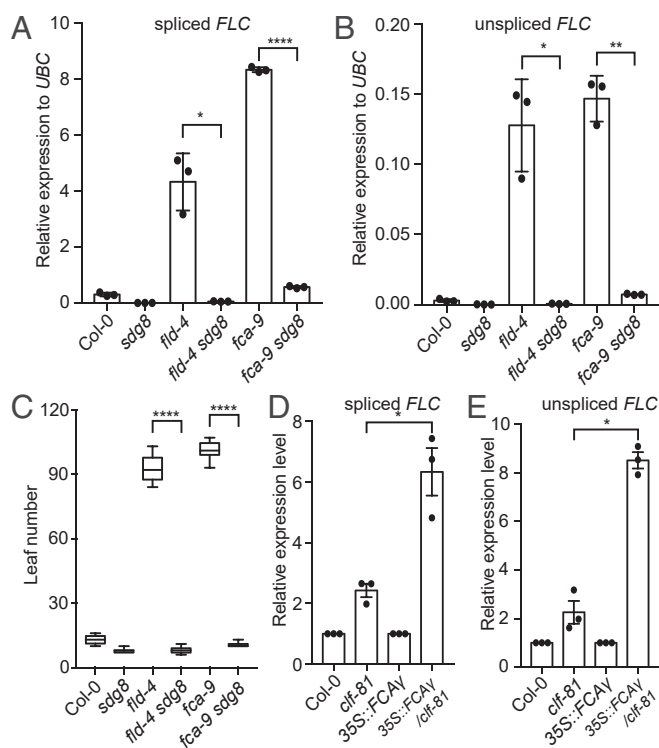 A
spliced FLC
Relative expression to UBC
10
8
6
4
2
0
*
****
Col-0
sdg8
fld-4
fld-4 sdg8
fca-9
fca-9 sdg8
B
unspliced FLC
Relative expression to UBC
0.20
0.15
0.10
0.05
0.00
*
**
Col-0
sdg8
fld-4
fld-4 sdg8
fca-9
fca-9 sdg8
C
Leaf number
120
90
60
30
0
****
****
Col-0
sdg8
fld-4
fld-4 sdg8
fca-9
fca-9 sdg8
D
spliced FLC
Relative expression level
8
6
4
2
0
*
Col-0
clf-81
35S::FCAγ
35S::FCAγ
/clf-81
E
unspliced FLC
Relative expression level
10
8
6
4
2
0
*
Col-0
clf-81
35S::FCAγ
35S::FCAγ
/clf-81